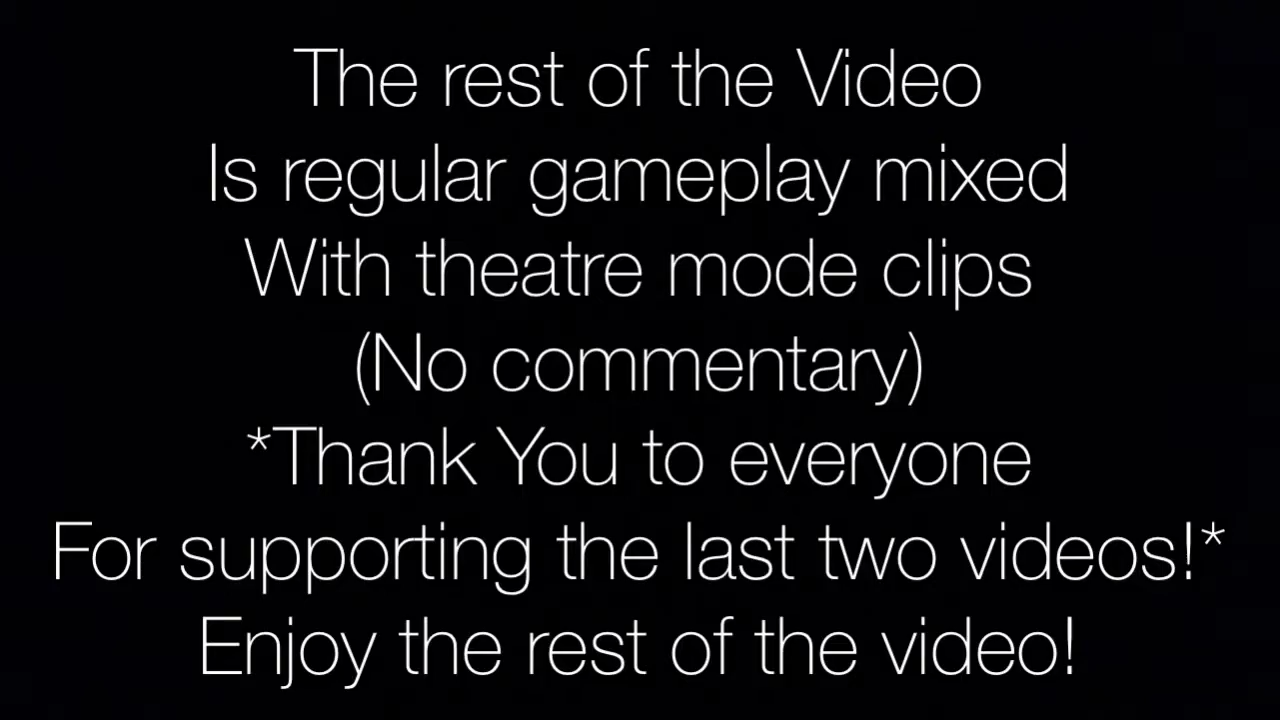 The rest of the Video
Is regular gameplay mixed
With theatre mode clips
(No commentary)
*Thank You to everyone
For supporting the last two videos!*
Enjoy the rest of the video!